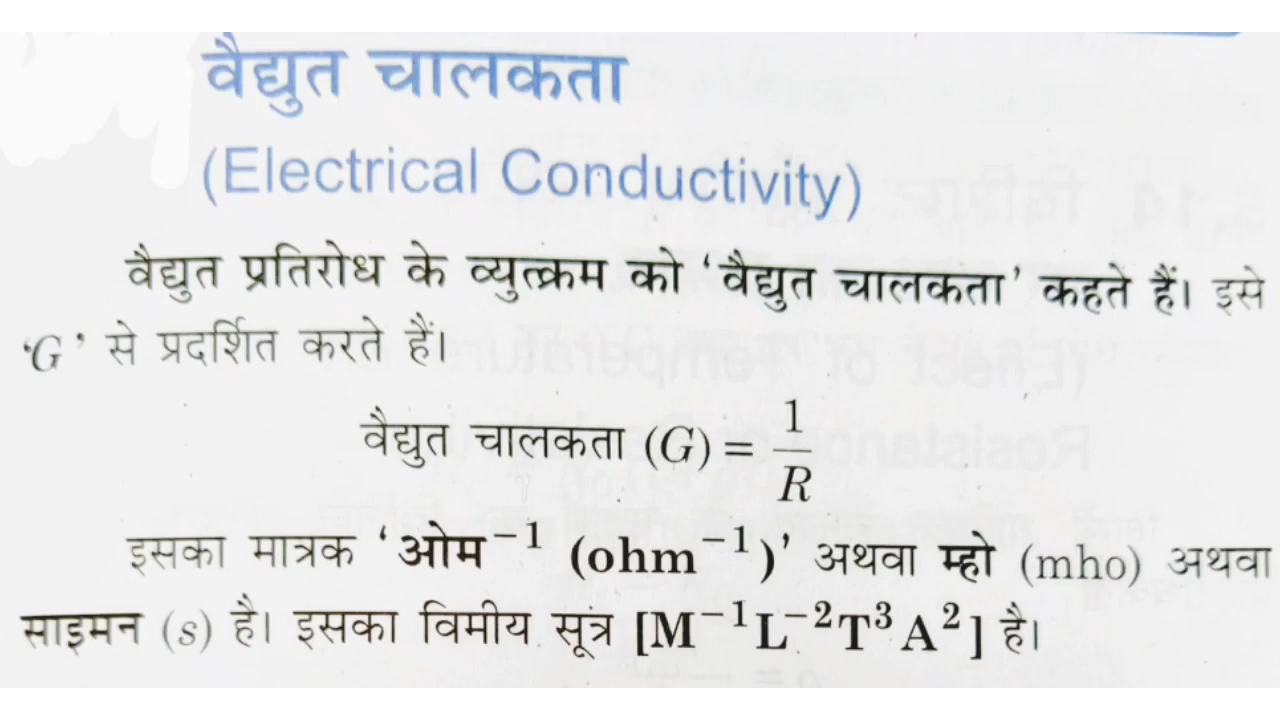 वैद्युत चालकता
(Electrical Conductivity)
वैद्युत प्रतिरोध के व्युत्क्रम को ‘वैद्युत चालकता’ कहते हैं। इसे
‘G’ से प्रदर्शित करते हैं।
वैद्युत चालकता (G) = 1/R
इसका मात्रक ‘ओम⁻¹ (ohm⁻¹)’ अथवा म्हो (mho) अथवा
साइमन (s) है। इसका विमीय सूत्र [M⁻¹L⁻²T³A²] है।